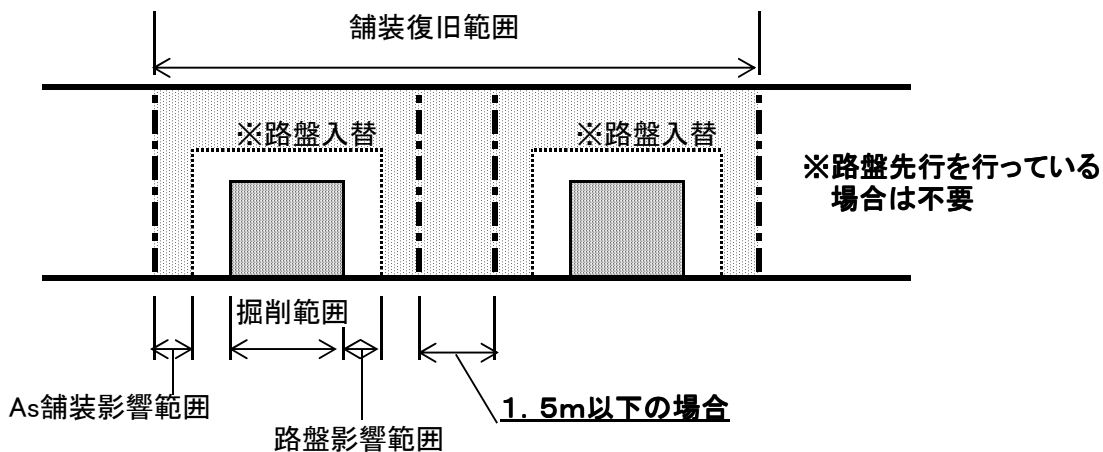 舗装復旧範囲
※路盤入替
※路盤入替
※路盤先行を行っている
場合は不要
掘削範囲
As舗装影響範囲
1．5m以下の場合
路盤影響範囲